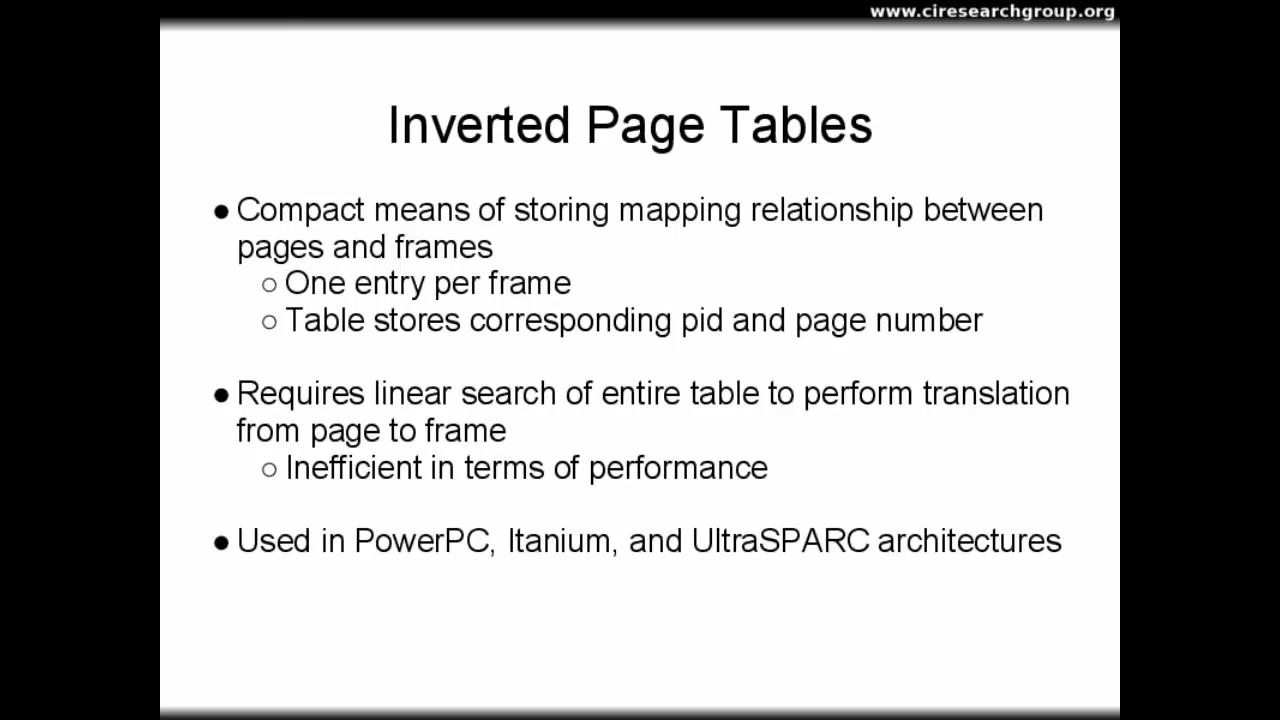 www.ciresearchgroup.org
Inverted Page Tables
● Compact means of storing mapping relationship between
pages and frames
○ One entry per frame
○ Table stores corresponding pid and page number
● Requires linear search of entire table to perform translation
from page to frame
○ Inefficient in terms of performance
● Used in PowerPC, Itanium, and UltraSPARC architectures